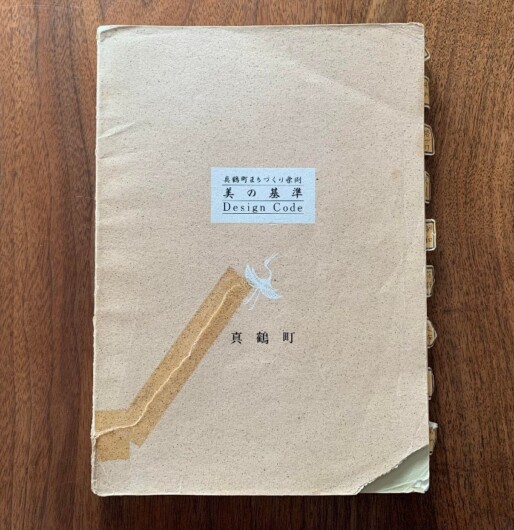 真鶴町まちづくり条例
美の基準
Design Code
真鶴町